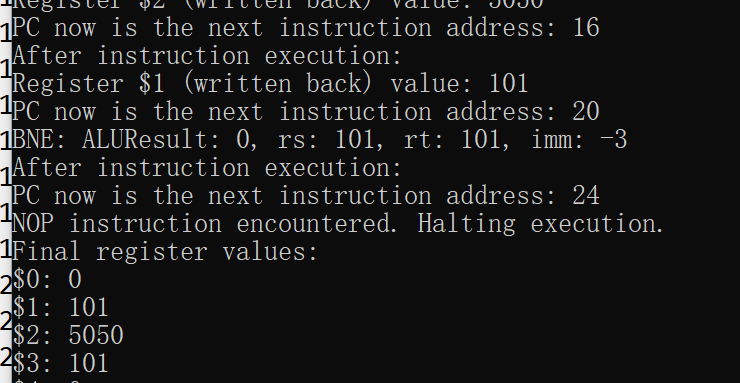 Register $2 (written back) value: 5050
PC now is the next instruction address: 16
After instruction execution:
Register $1 (written back) value: 101
PC now is the next instruction address: 20
BNE: ALUResult: 0, rs: 101, rt: 101, imm: -3
After instruction execution:
PC now is the next instruction address: 24
NOP instruction encountered. Halting execution.
Final register values:
$0: 0
$1: 101
$2: 5050
$3: 101